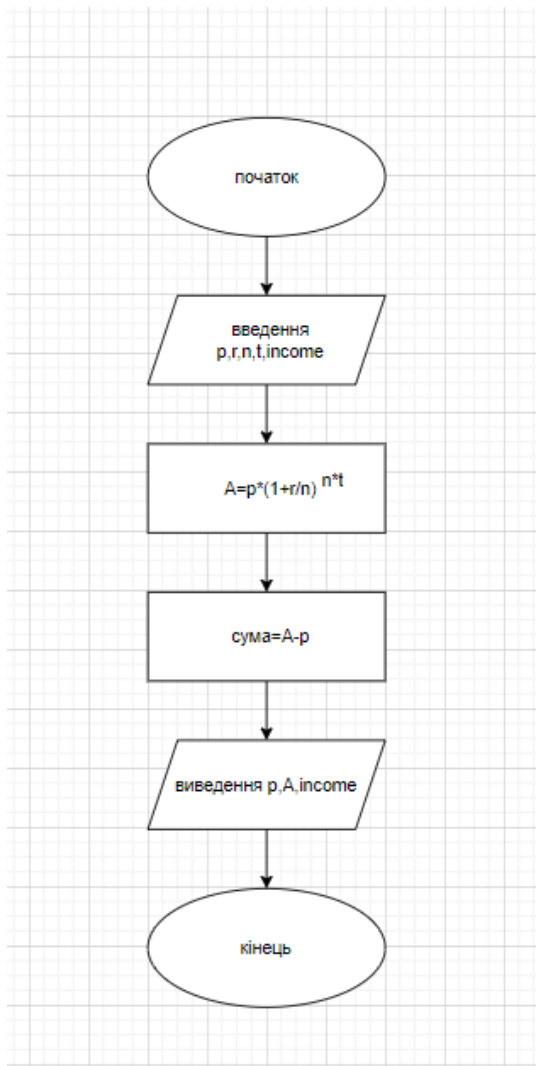 початок
введення
p,r,n,t,income
A=p*(1+r/n) n*t
сума=A-p
виведення p,A,income
кінець